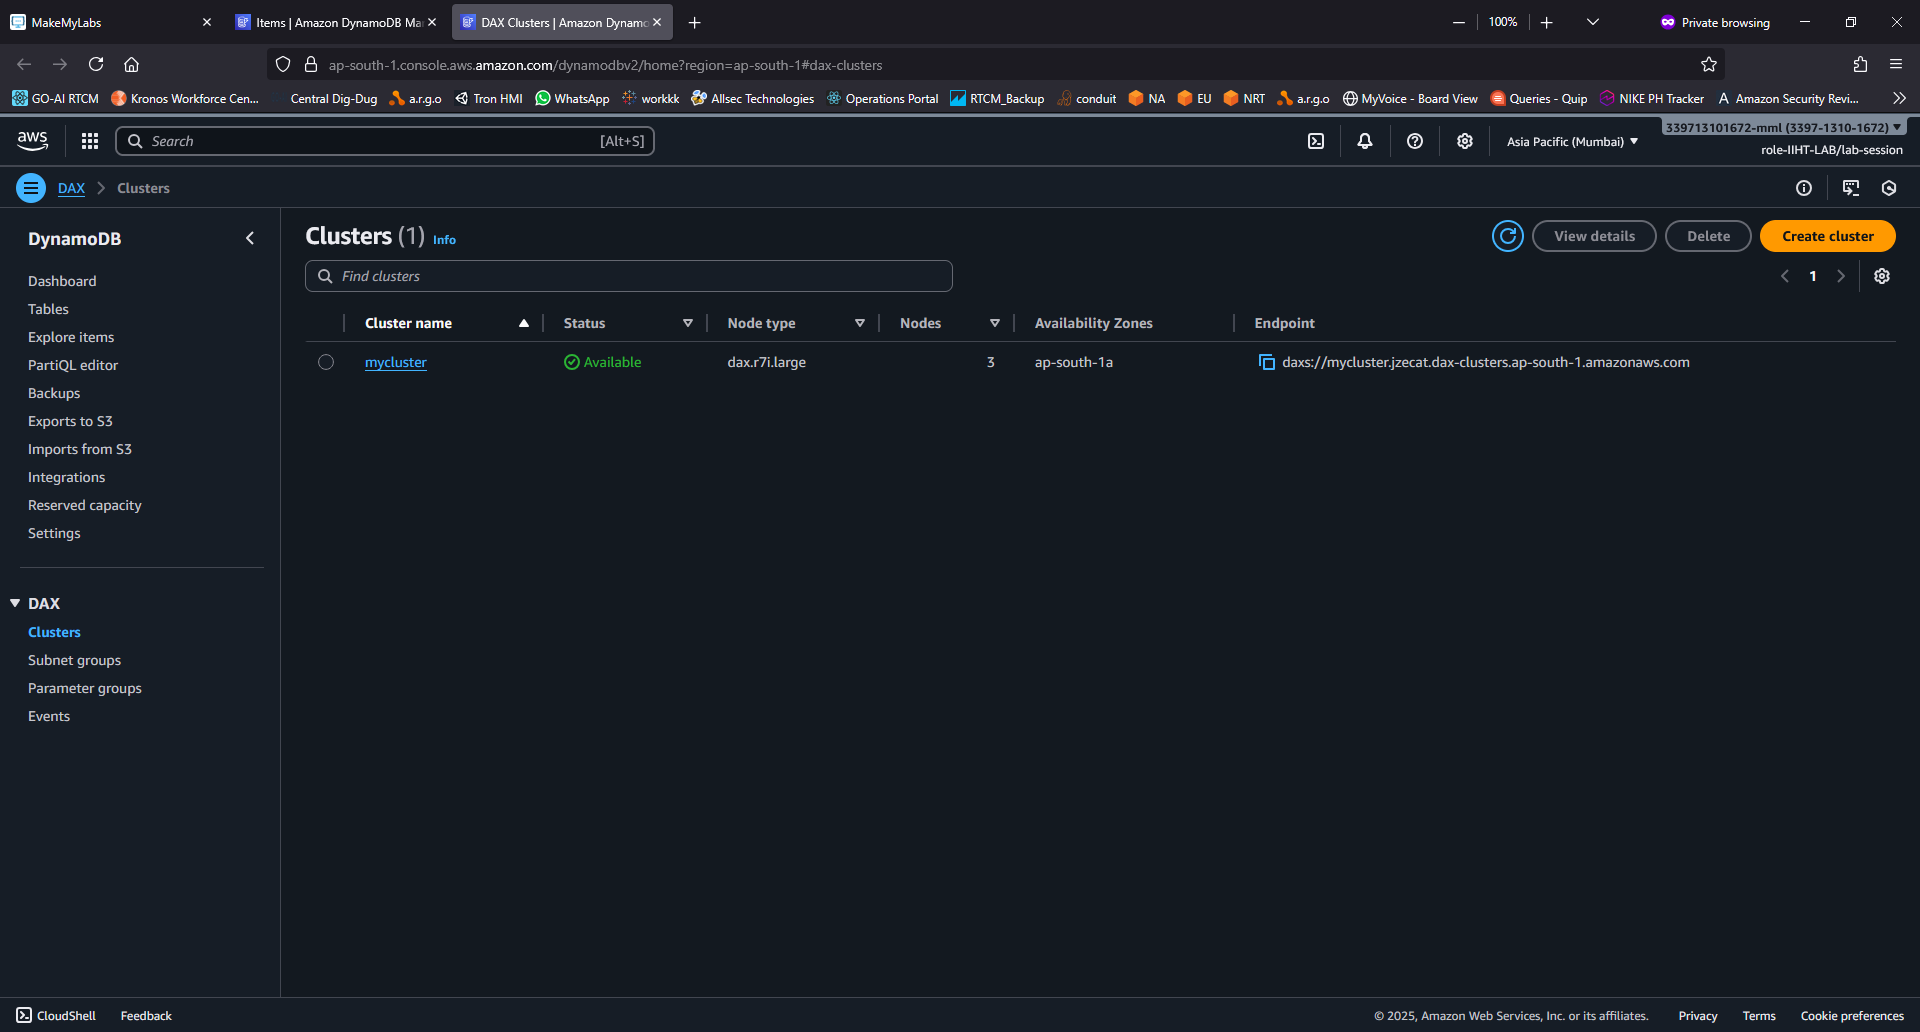 MakeMyLabs
Items | Amazon DynamoDB Ma
DAX Clusters | Amazon Dynamo
100%
Private browsing
ap-south-1.console.aws.amazon.com/dynamodbv2/home?region=ap-south-1#dax-clusters
GO-AI RTCM
Kronos Workforce Cen...
Central Dig-Dug
a.r.g.o
Tron HMI
WhatsApp
workkk
Allsec Technologies
Operations Portal
RTCM_Backup
conduit
NA
EU
NRT
a.r.g.o
MyVoice - Board View
Queries - Quip
NIKE PH Tracker
Amazon Security Revi...
aws
Search
[Alt+S]
Asia Pacific (Mumbai)
339713101672-mml (3397-1310-1672)
role-IIHT-LAB/lab-session
DAX
Clusters
DynamoDB
Dashboard
Tables
Explore items
PartiQL editor
Backups
Exports to S3
Imports from S3
Integrations
Reserved capacity
Settings
DAX
Clusters
Subnet groups
Parameter groups
Events
Clusters (1) Info
View details
Delete
Create cluster
Find clusters
1
Cluster name
Status
Node type
Nodes
Availability Zones
Endpoint
mycluster
Available
dax.r7i.large
3
ap-south-1a
daxs://mycluster.jzecat.dax-clusters.ap-south-1.amazonaws.com
CloudShell
Feedback
© 2025, Amazon Web Services, Inc. or its affiliates.
Privacy
Terms
Cookie preferences